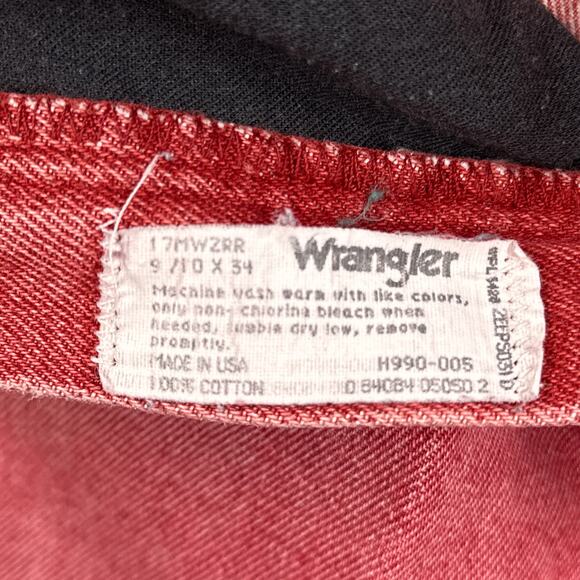 17MWZRR
9/10 X 34
Wrangler
Machine wash warm with like colors,
only non-chlorine bleach when
needed, tumble dry low, remove
promptly.
MADE IN USA H990-005
100% COTTON 0 84084 05050 2